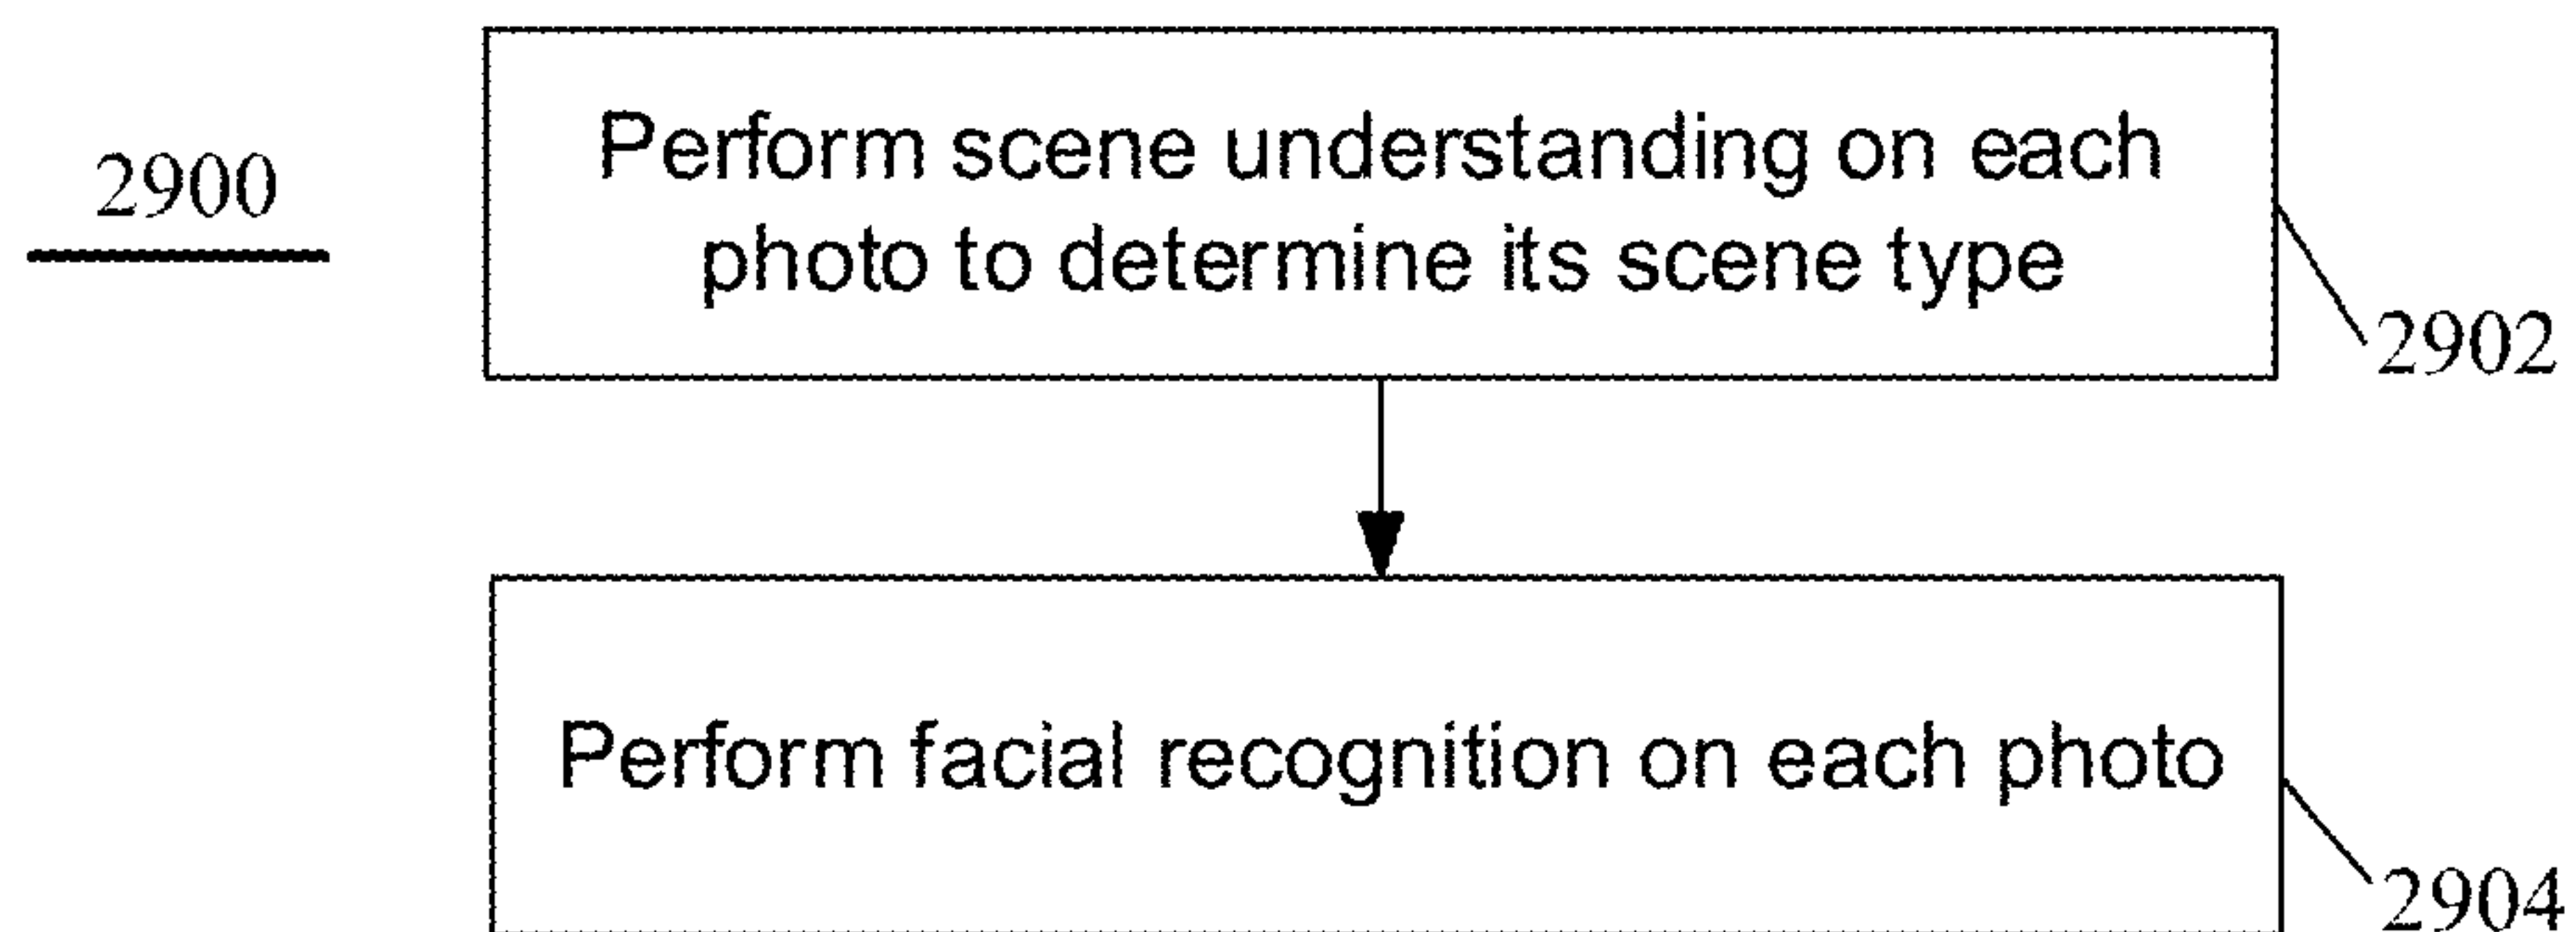 2900
Perform scene understanding on each
photo to determine its scene type
2902
Perform facial recognition on each photo
2904